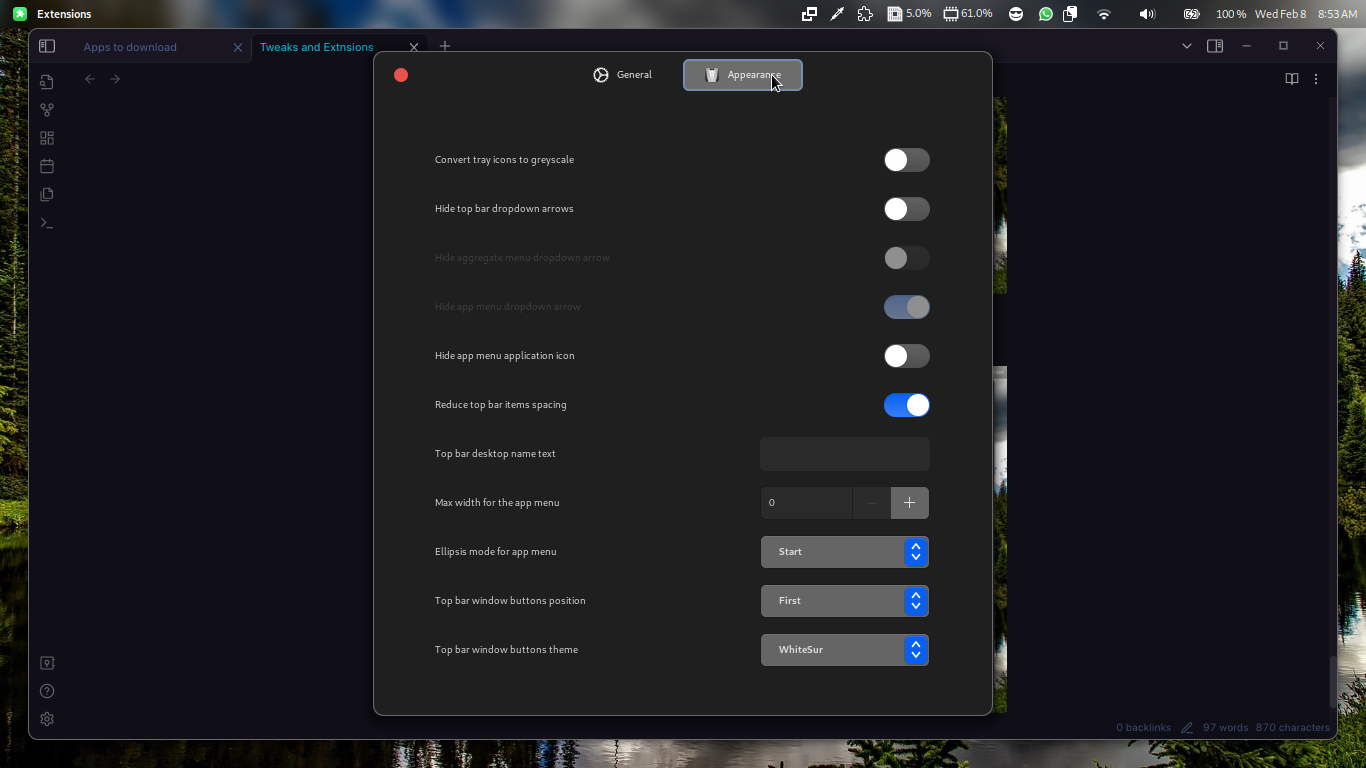 Extensions
5.0%
61.0%
100 %
Wed Feb 8
8:53 AM
Apps to download
Tweaks and Extnsions
General
Appearance
Convert tray icons to greyscale
Hide top bar dropdown arrows
Hide aggregate menu dropdown arrow
Hide app menu dropdown arrow
Hide app menu application icon
Reduce top bar items spacing
Top bar desktop name text
Max width for the app menu
0
Ellipsis mode for app menu
Start
Top bar window buttons position
First
Top bar window buttons theme
WhiteSur
0 backlinks
97 words
870 characters